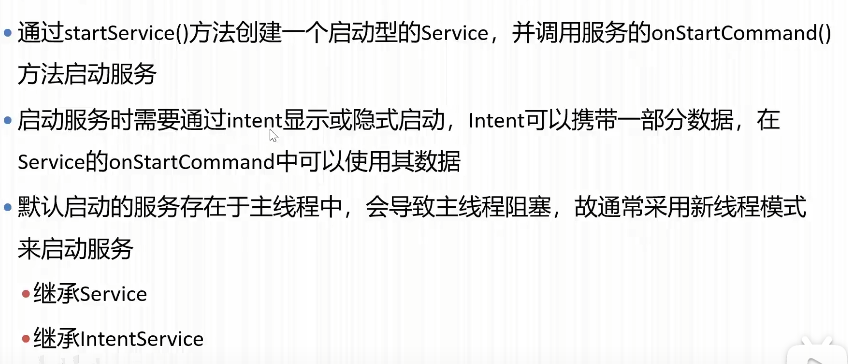 • 通过startService()方法创建一个启动型的Service，并调用服务的onStartCommand()
方法启动服务
• 启动服务时需要通过intent显示或隐式启动，Intent可以携带一部分数据，在
Service的onStartCommand中可以使用其数据
• 默认启动的服务存在于主线程中，会导致主线程阻塞，故通常采用新线程模式
来启动服务
• 继承Service
• 继承IntentService